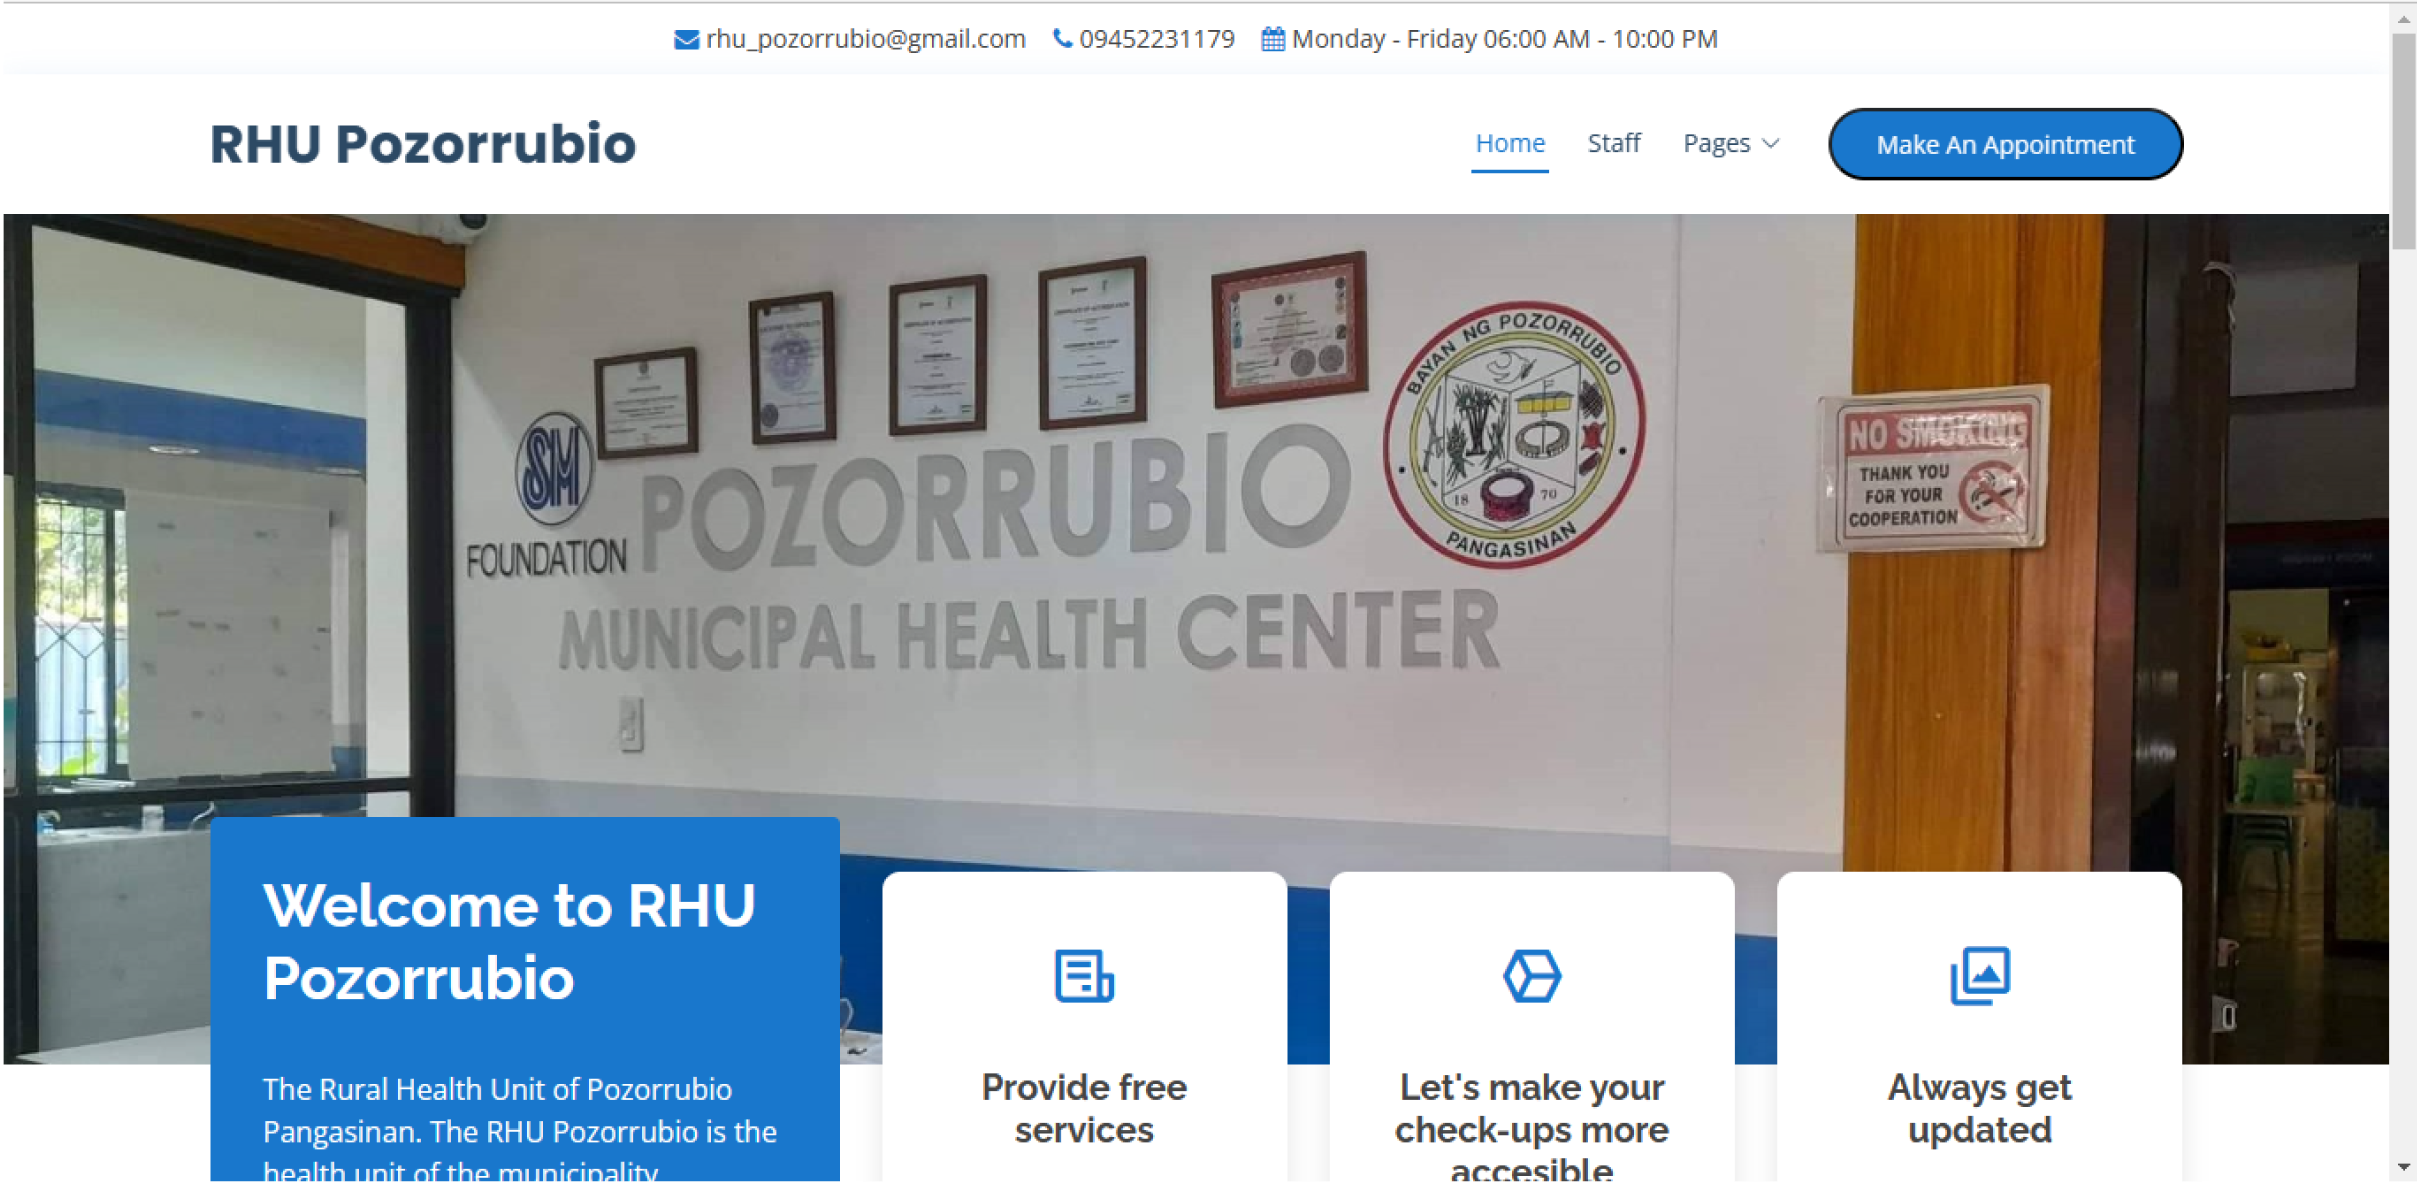 rhu_pozorrubio@gmail.com 09452231179 Monday - Friday 06:00 AM - 10:00 PM
RHU Pozorrubio
Home Staff Pages Make An Appointment
CERTIFICATE OF ACCREDITATION
BAYAN NG POZORRUBIO
18 70
PANGASINAN
SM
FOUNDATION
POZORRUBIO
MUNICIPAL HEALTH CENTER
NO SMOKING
THANK YOU
FOR YOUR
COOPERATION
Welcome to RHU
Pozorrubio
The Rural Health Unit of Pozorrubio
Pangasinan. The RHU Pozorrubio is the
health unit of the municipality
Provide free
services
Let's make your
check-ups more
accesible
Always get
updated